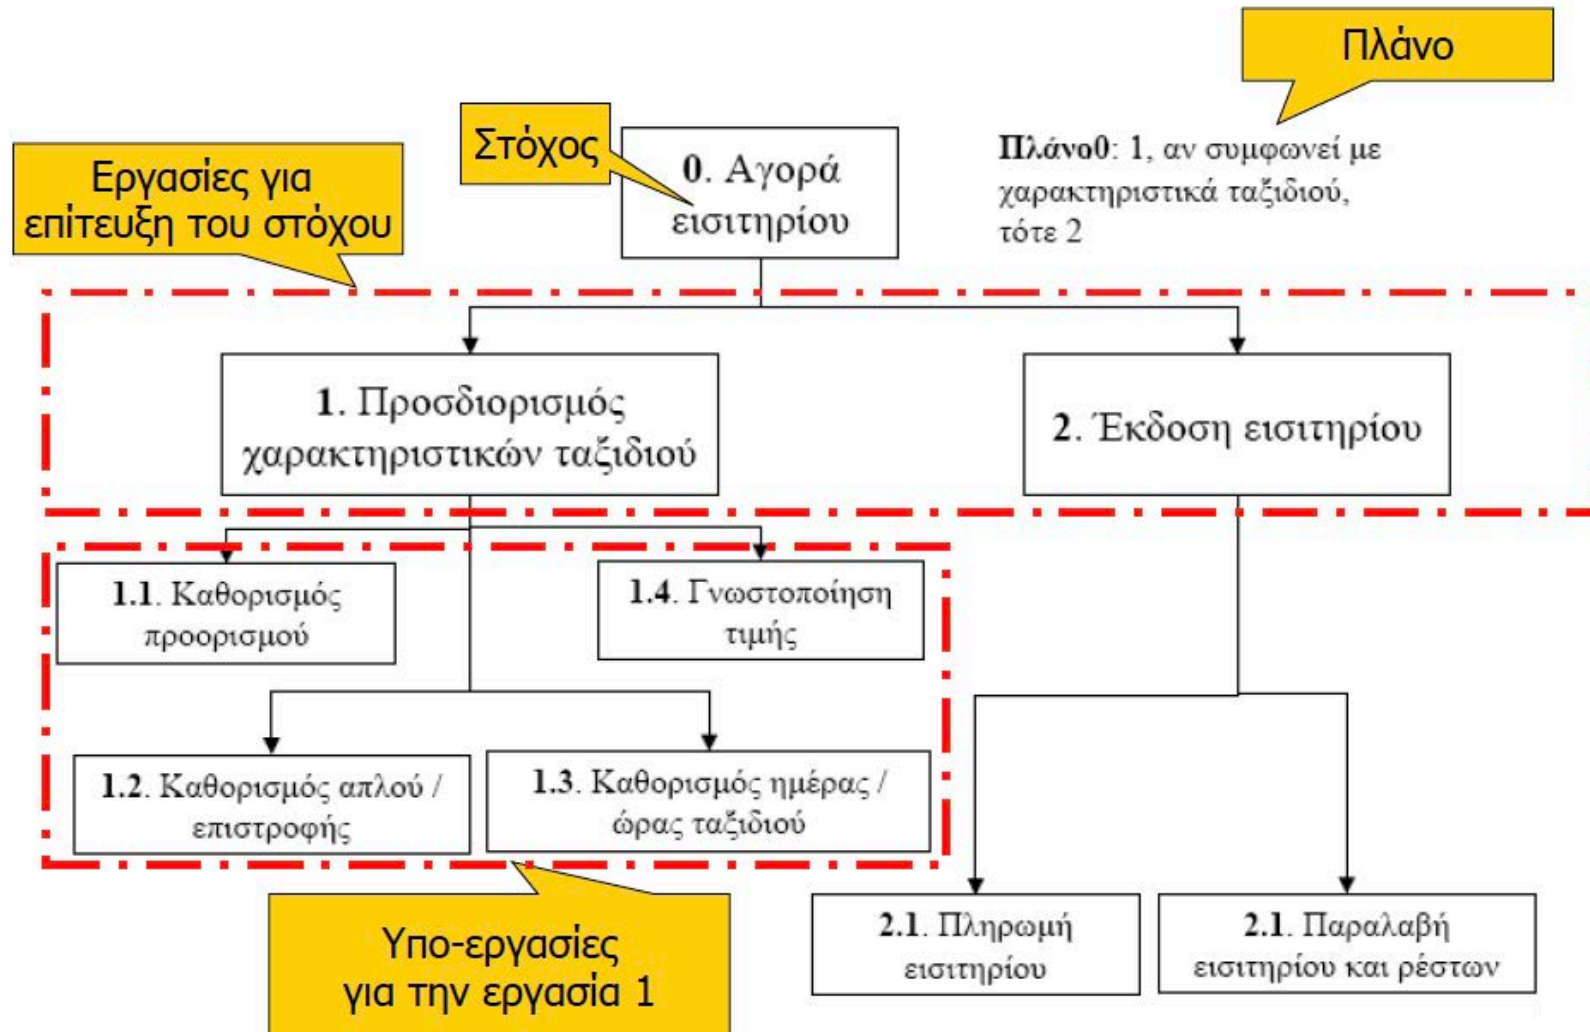 Πλάνο
Στόχος
Εργασίες για
επίτευξη του στόχου
0. Αγορά
εισιτηρίου
Πλάνο0: 1, αν συμφωνεί με
χαρακτηριστικά ταξιδιού,
τότε 2
1. Προσδιορισμός
χαρακτηριστικών ταξιδιού
2. Έκδοση εισιτηρίου
1.1. Καθορισμός
προορισμού
1.4. Γνωστοποίηση
τιμής
1.2. Καθορισμός απλού /
επιστροφής
1.3. Καθορισμός ημέρας /
ώρας ταξιδιού
Υπο-εργασίες
για την εργασία 1
2.1. Πληρωμή
εισιτηρίου
2.1. Παραλαβή
εισιτηρίου και ρέστων